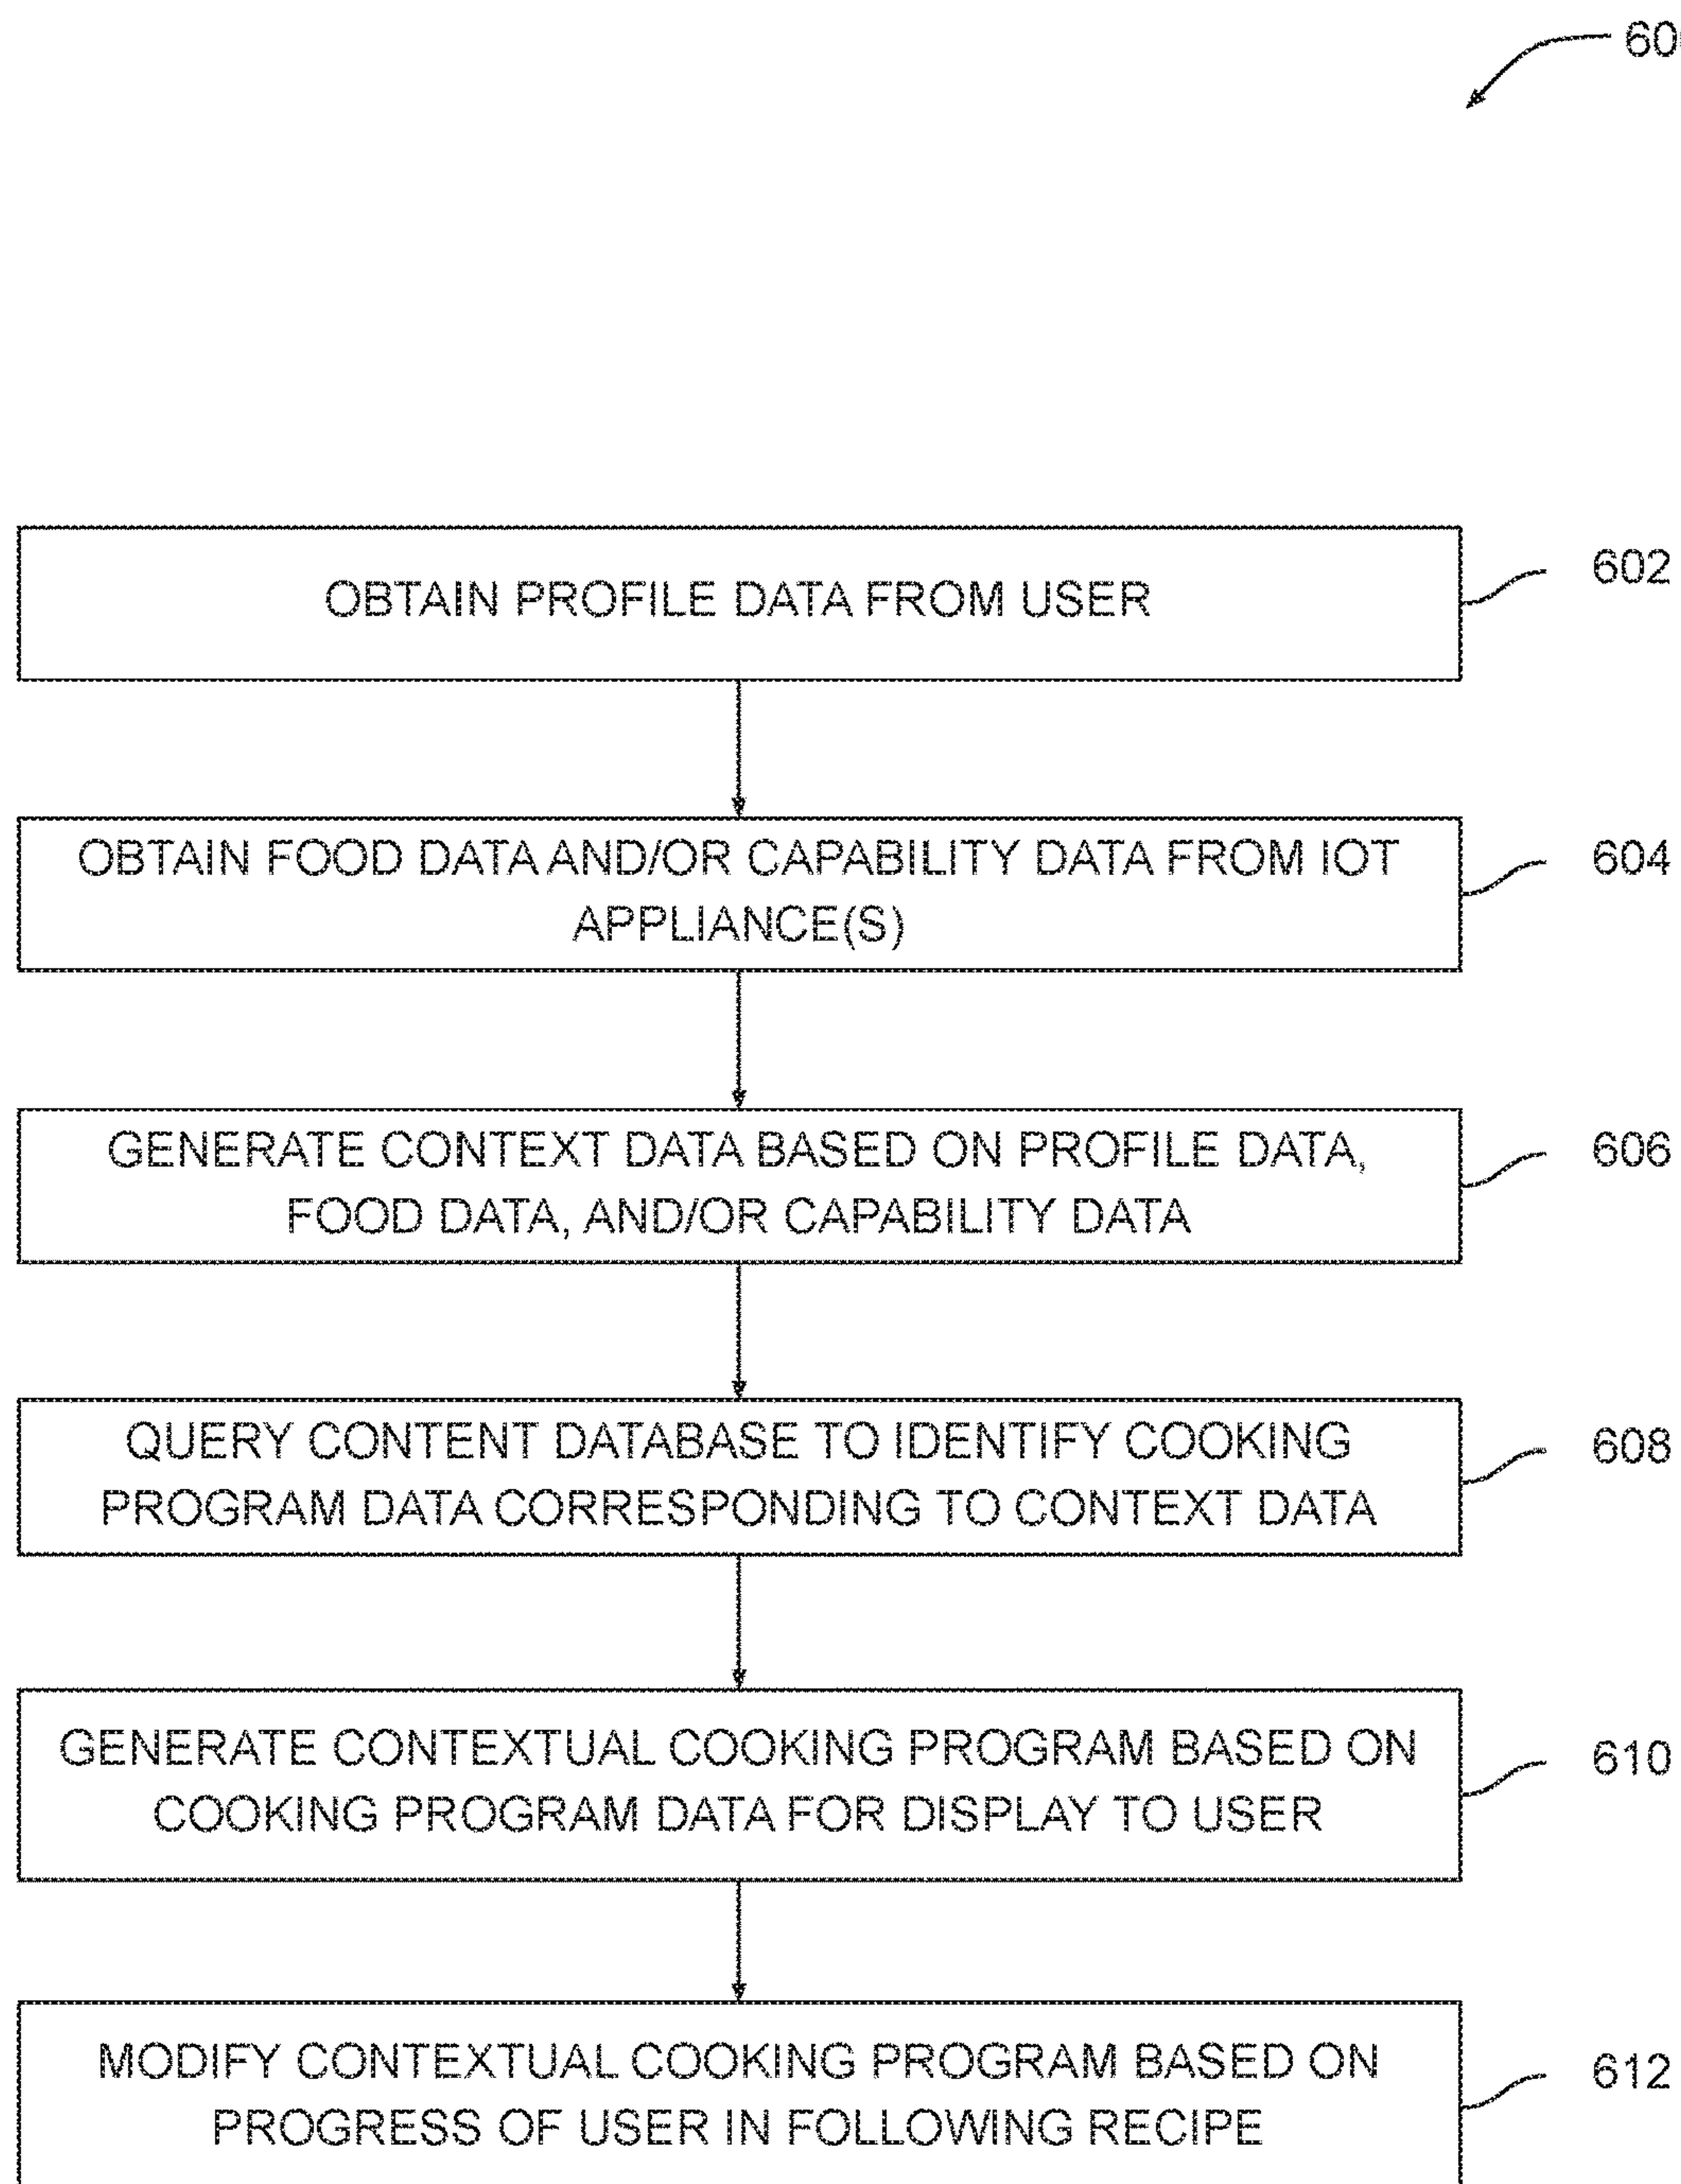 OBTAIN PROFILE DATA FROM USER
602
OBTAIN FOOD DATA AND/OR CAPABILITY DATA FROM IOT
APPLIANCE(S)
604
GENERATE CONTEXT DATA BASED ON PROFILE DATA,
FOOD DATA, AND/OR CAPABILITY DATA
606
QUERY CONTENT DATABASE TO IDENTIFY COOKING
PROGRAM DATA CORRESPONDING TO CONTEXT DATA
608
GENERATE CONTEXTUAL COOKING PROGRAM BASED ON
COOKING PROGRAM DATA FOR DISPLAY TO USER
610
MODIFY CONTEXTUAL COOKING PROGRAM BASED ON
PROGRESS OF USER IN FOLLOWING RECIPE
612